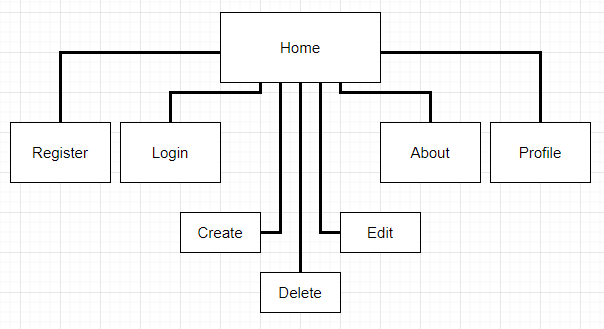 Home
Register
Login
About
Profile
Create
Edit
Delete